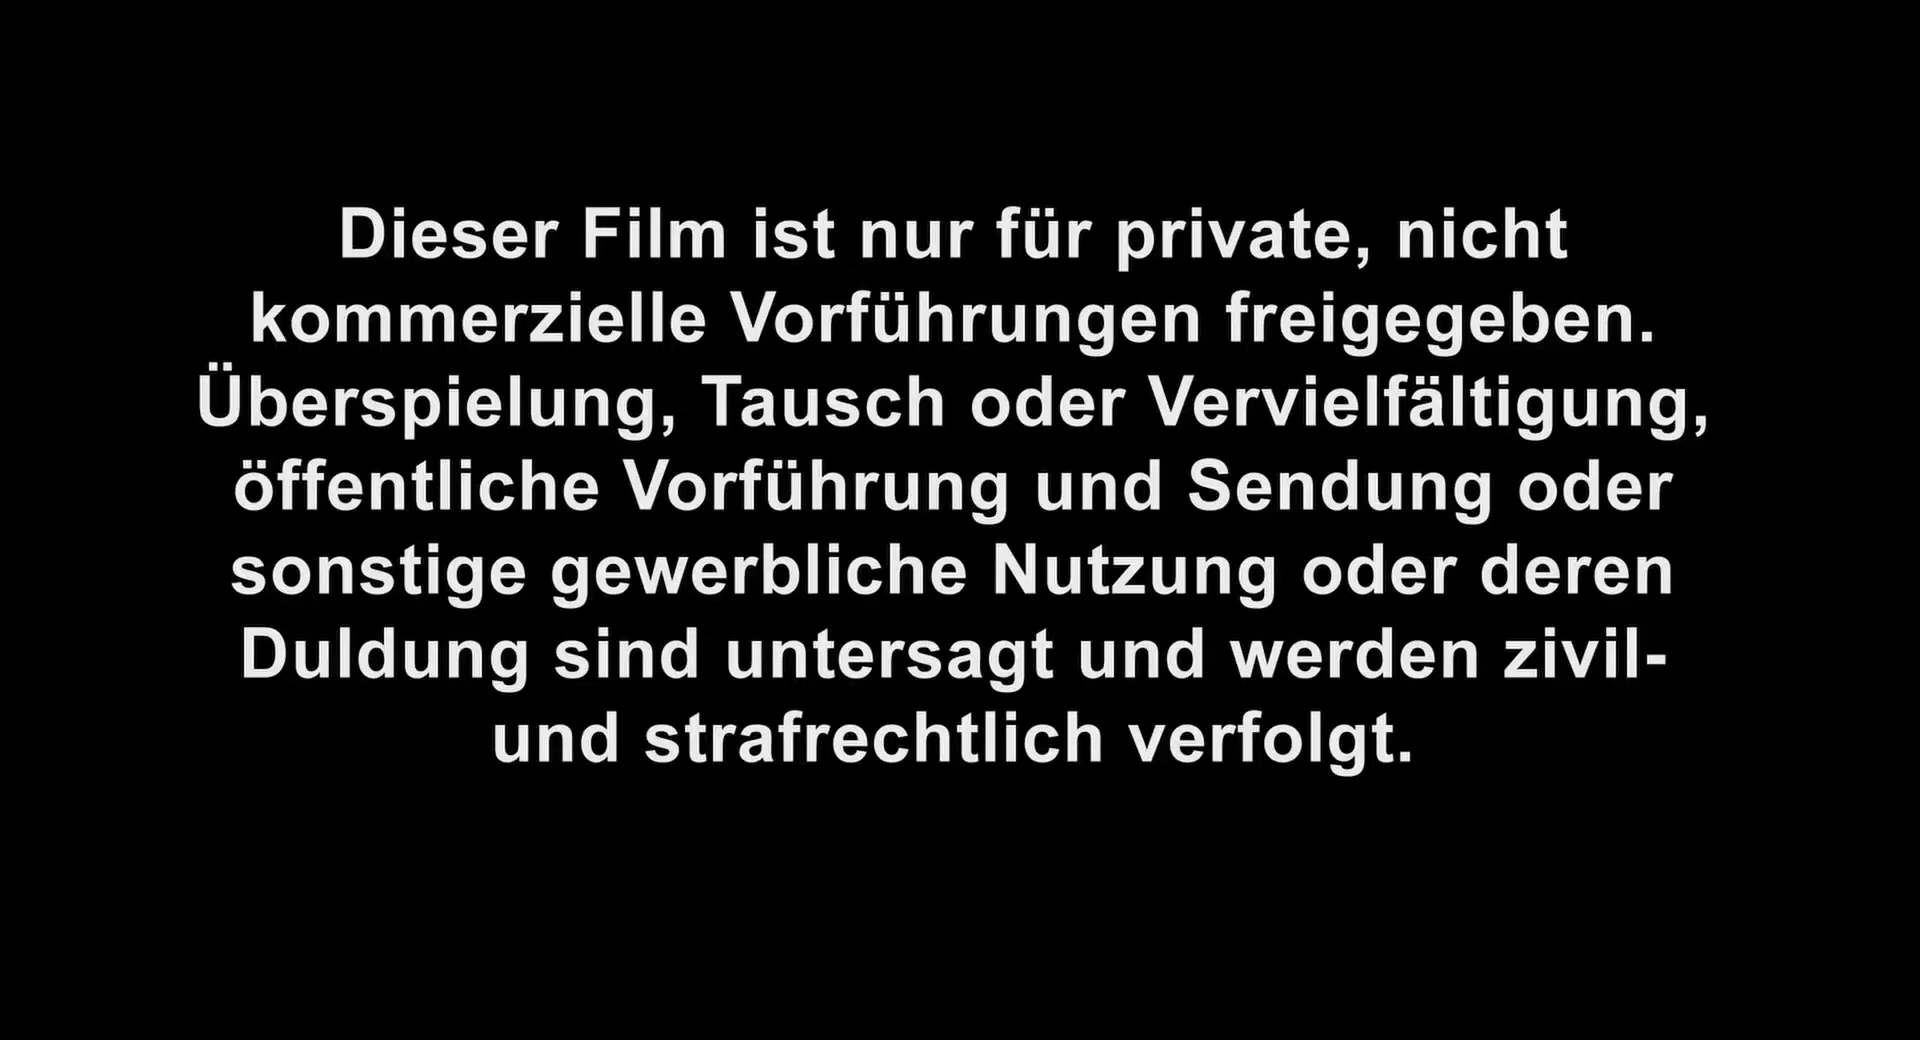 Dieser Film ist nur für private, nicht
kommerzielle Vorführungen freigegeben.
Überspielung, Tausch oder Vervielfältigung,
öffentliche Vorführung und Sendung oder
sonstige gewerbliche Nutzung oder deren
Duldung sind untersagt und werden zivil-
und strafrechtlich verfolgt.